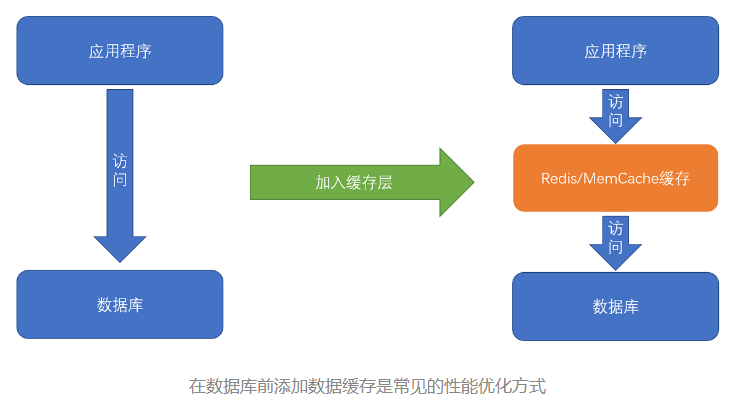 应用程序
访
问
数据库
加入缓存层
应用程序
访
问
Redis/MemCache缓存
访
问
数据库
在数据库前添加数据缓存是常见的性能优化方式